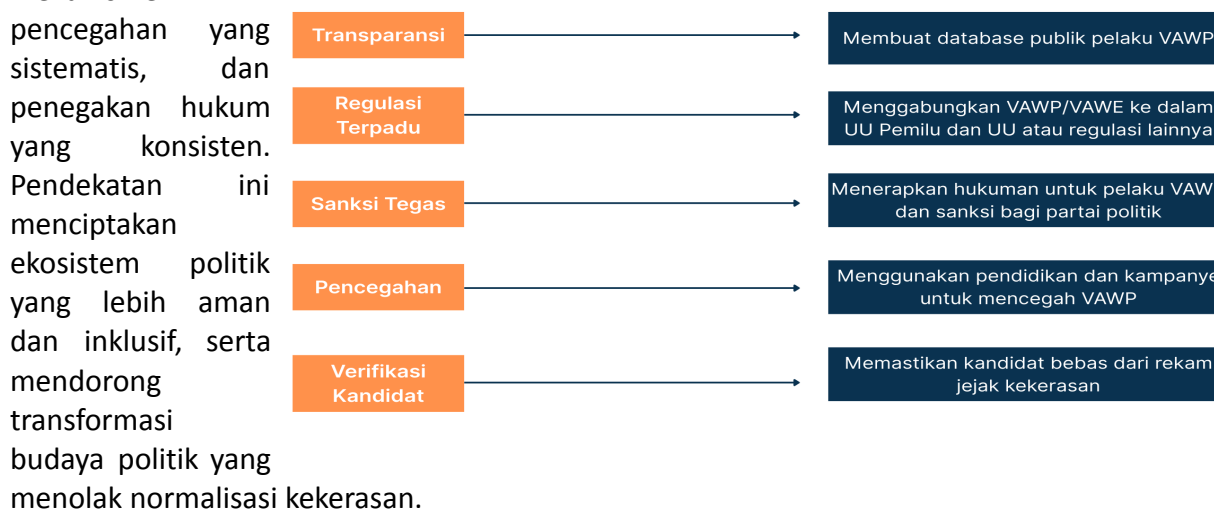 pencegahan yang
sistematis, dan
penegakan hukum
yang konsisten.
Pendekatan ini
menciptakan
ekosistem politik
yang lebih aman
dan inklusif, serta
mendorong
transformasi
budaya politik yang
menolak normalisasi kekerasan.
Transparansi
Membuat database publik pelaku VAWP
Regulasi
Terpadu
Menggabungkan VAWP/VAWE ke dalam
UU Pemilu dan UU atau regulasi lainnya
Sanksi Tegas
Menerapkan hukuman untuk pelaku VAW
dan sanksi bagi partai politik
Pencegahan
Menggunakan pendidikan dan kampanye
untuk mencegah VAWP
Verifikasi
Kandidat
Memastikan kandidat bebas dari rekam
jejak kekerasan